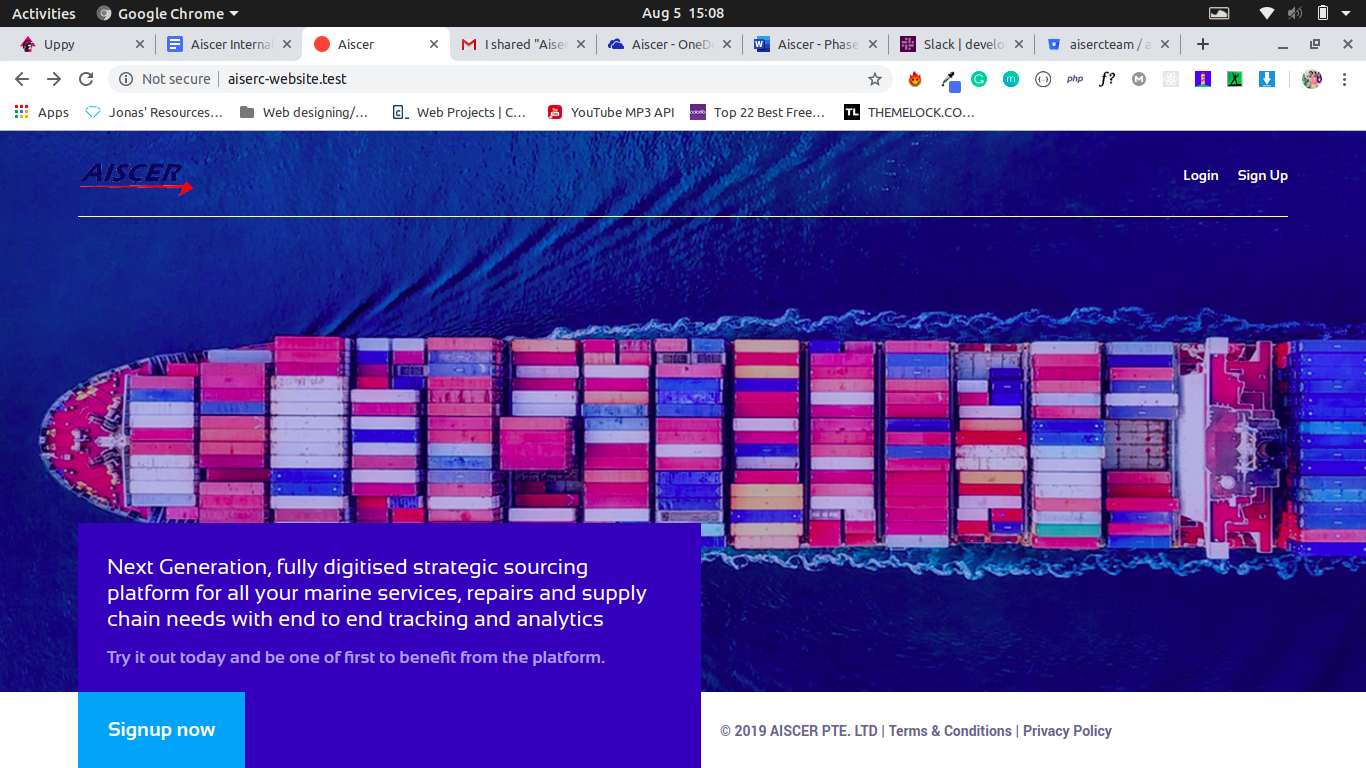 Activities Google Chrome Aug 5 15:08
Uppy Aiscer Interna Aiscer I shared "Aise Aiscer - OneD Aiscer - Phase Slack | develo aisercteam / a
Not secure aiserc-website.test php f?
Apps Jonas' Resources... Web designing/... Web Projects | C... YouTube MP3 API Top 22 Best Free... TL THEMELOCK.CO...
AISCER Login Sign Up
Next Generation, fully digitised strategic sourcing
platform for all your marine services, repairs and supply
chain needs with end to end tracking and analytics
Try it out today and be one of first to benefit from the platform.
Signup now
© 2019 AISCER PTE. LTD | Terms & Conditions | Privacy Policy